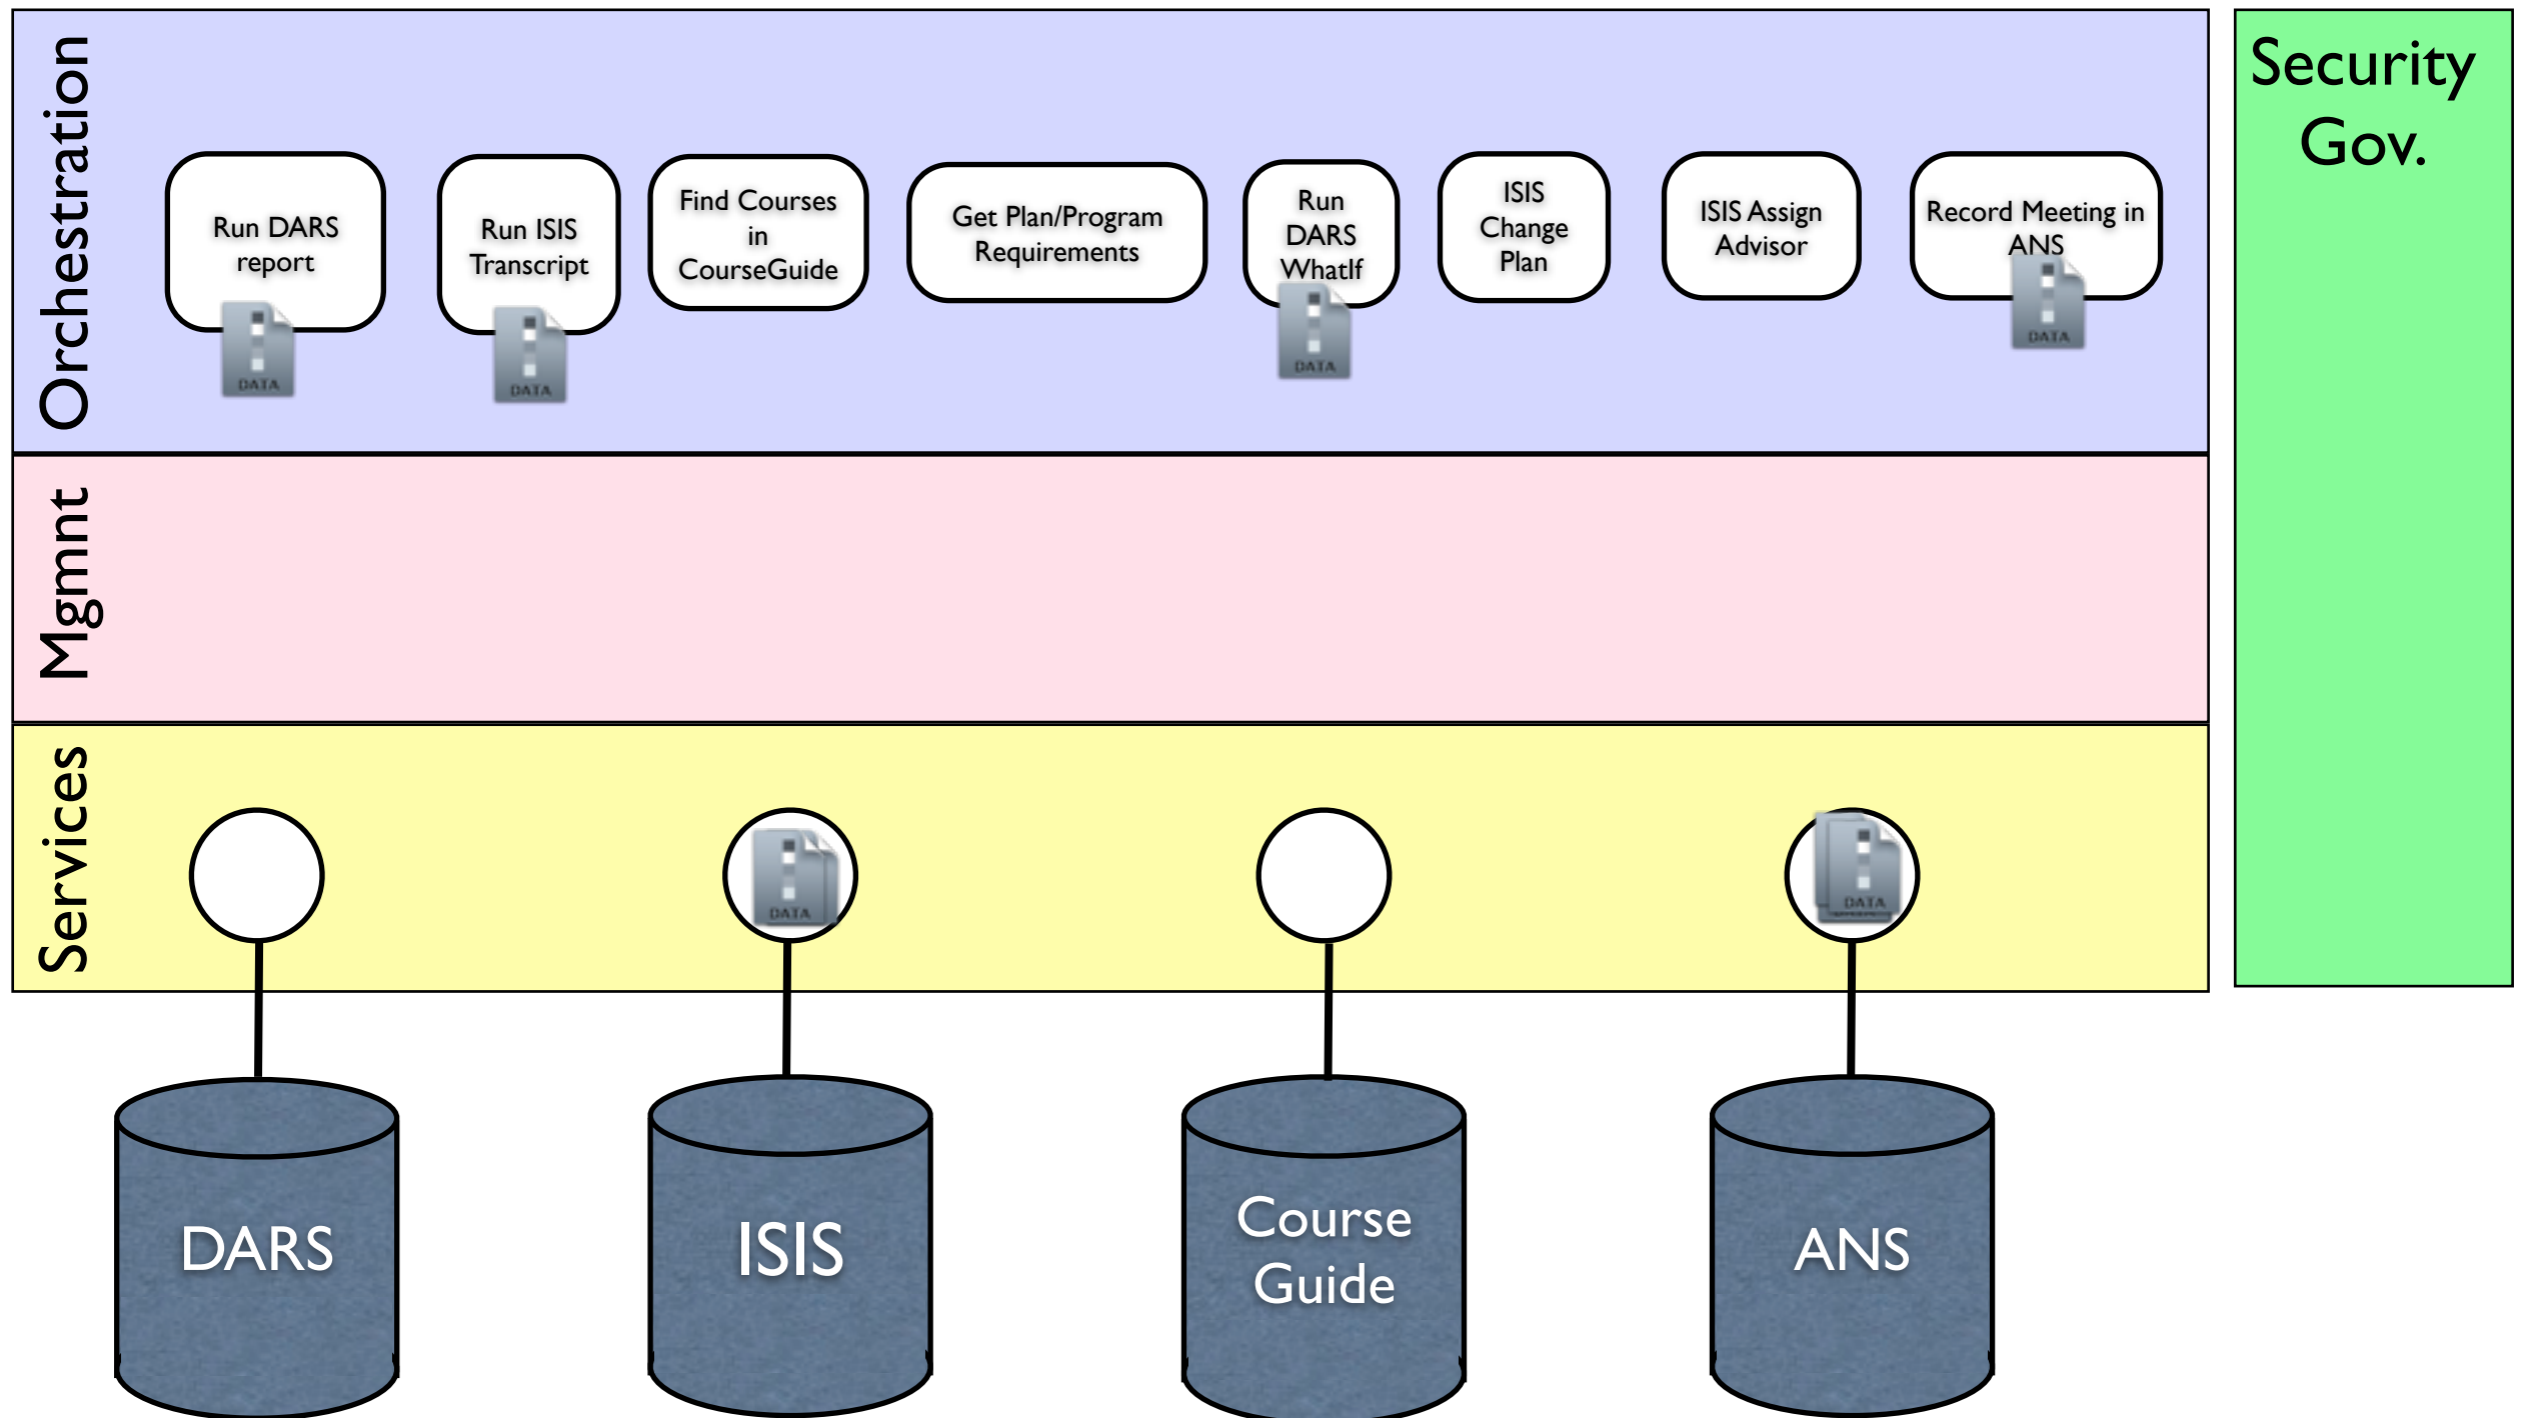 Orchestration
Run DARS
report
DATA
Run ISIS
Transcript
DATA
Find Courses
in
CourseGuide
Get Plan/Program
Requirements
Run
DARS
WhatIf
DATA
ISIS
Change
Plan
ISIS Assign
Advisor
Record Meeting in
ANS
DATA
Security
Gov.
Mgmnt
Services
DATA
DATA
DARS
ISIS
Course
Guide
ANS